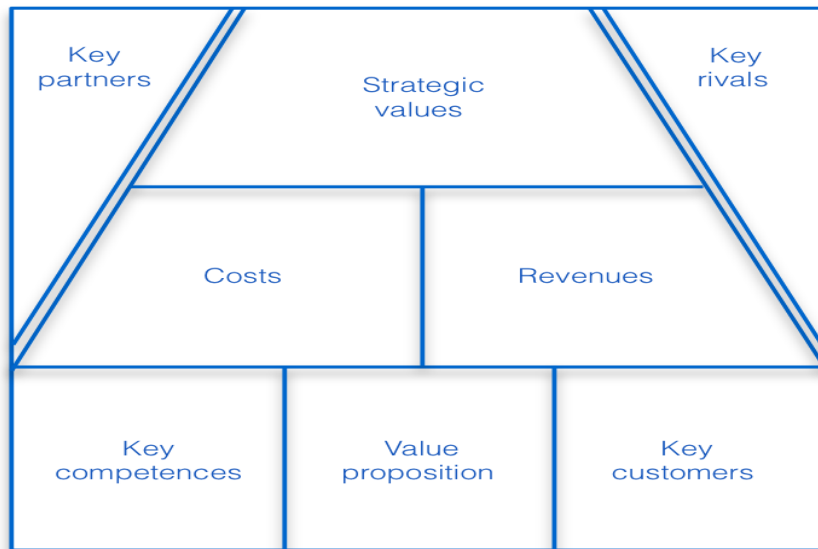 Key
partners
Strategic
values
Key
rivals
Costs
Revenues
Key
competences
Value
proposition
Key
customers